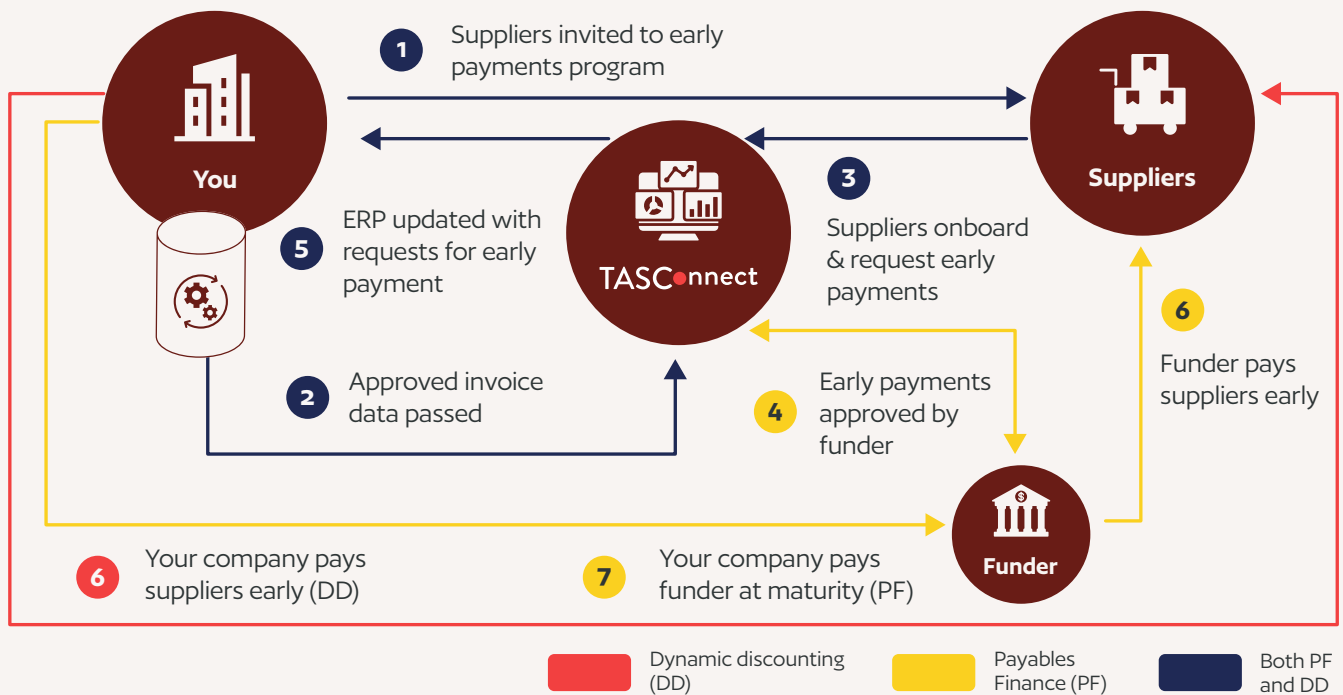 1
Suppliers invited to early
payments program
You
Suppliers
5
ERP updated with
requests for early
payment
TASConnect
3
Suppliers onboard
& request early
payments
2
Approved invoice
data passed
4
Early payments
approved by
funder
6
Funder pays
suppliers early
$
Funder
6
Your company pays
suppliers early (DD)
7
Your company pays
funder at maturity (PF)
Dynamic discounting
(DD)
Payables
Finance (PF)
Both PF
and DD